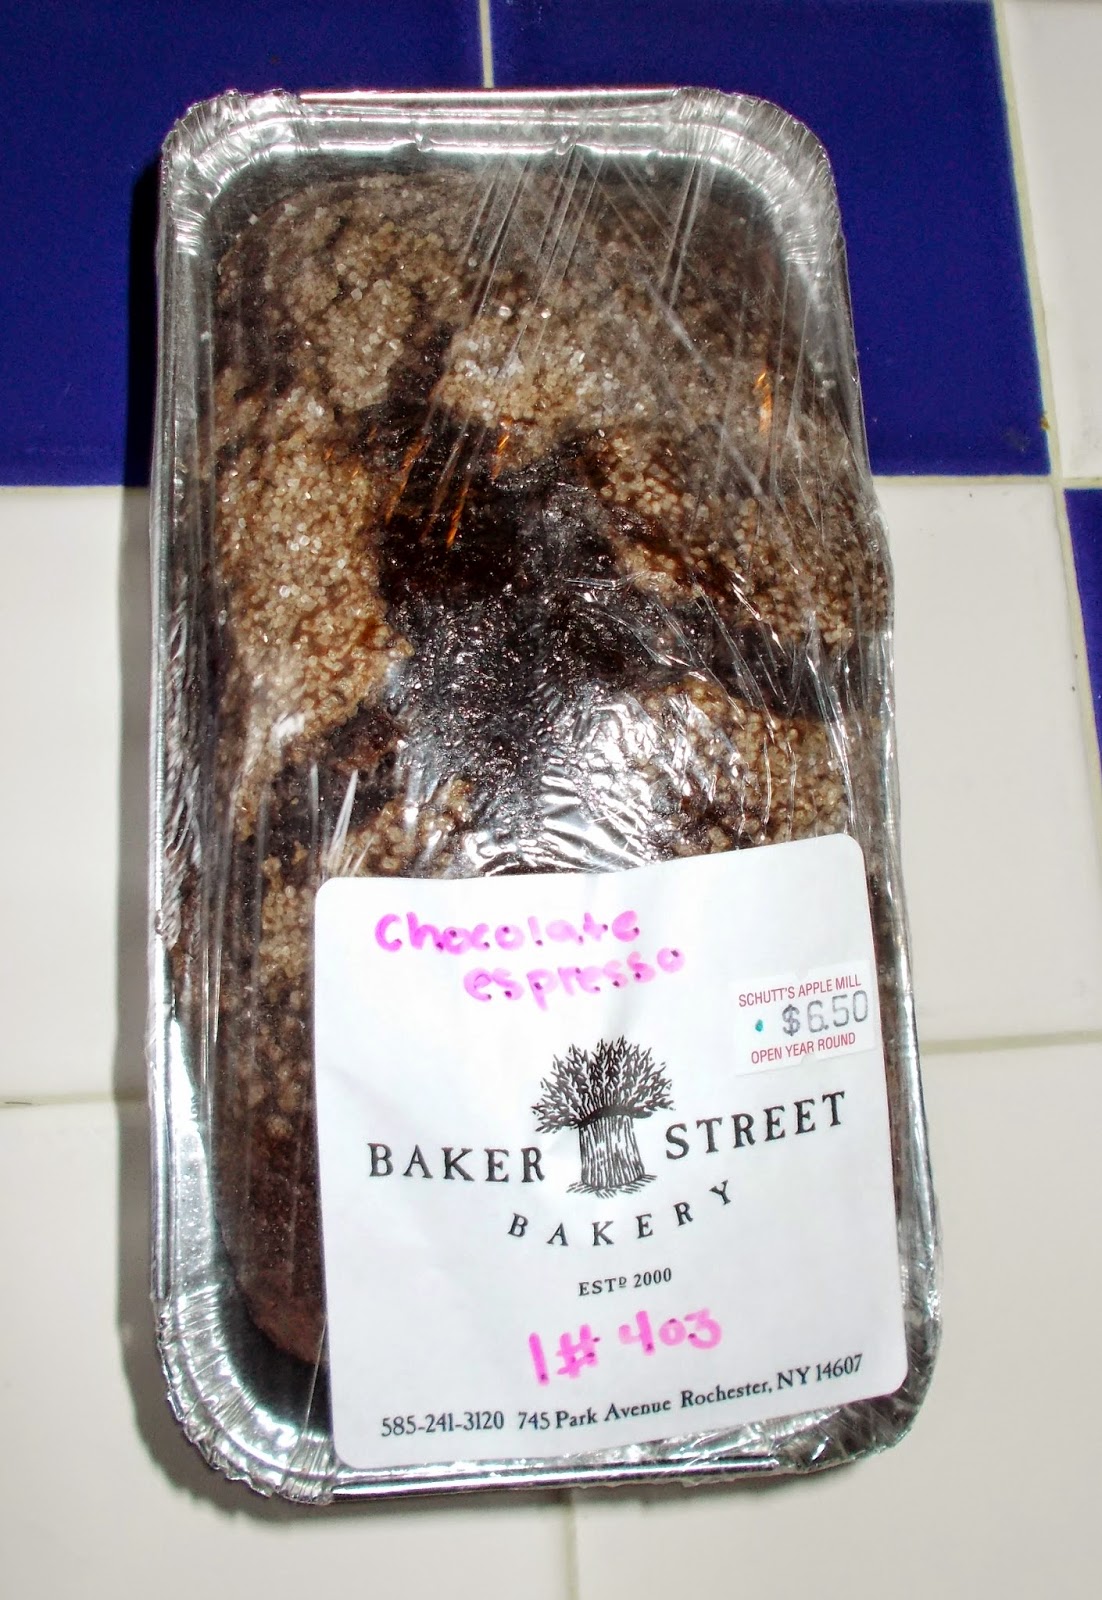 Chocolate
espresso
SCHUTT'S APPLE MILL
$6.50
OPEN YEAR ROUND
BAKER STREET
BAKERY
ESTD 2000
1# 403
585-241-3120 745 Park Avenue Rochester, NY 14607